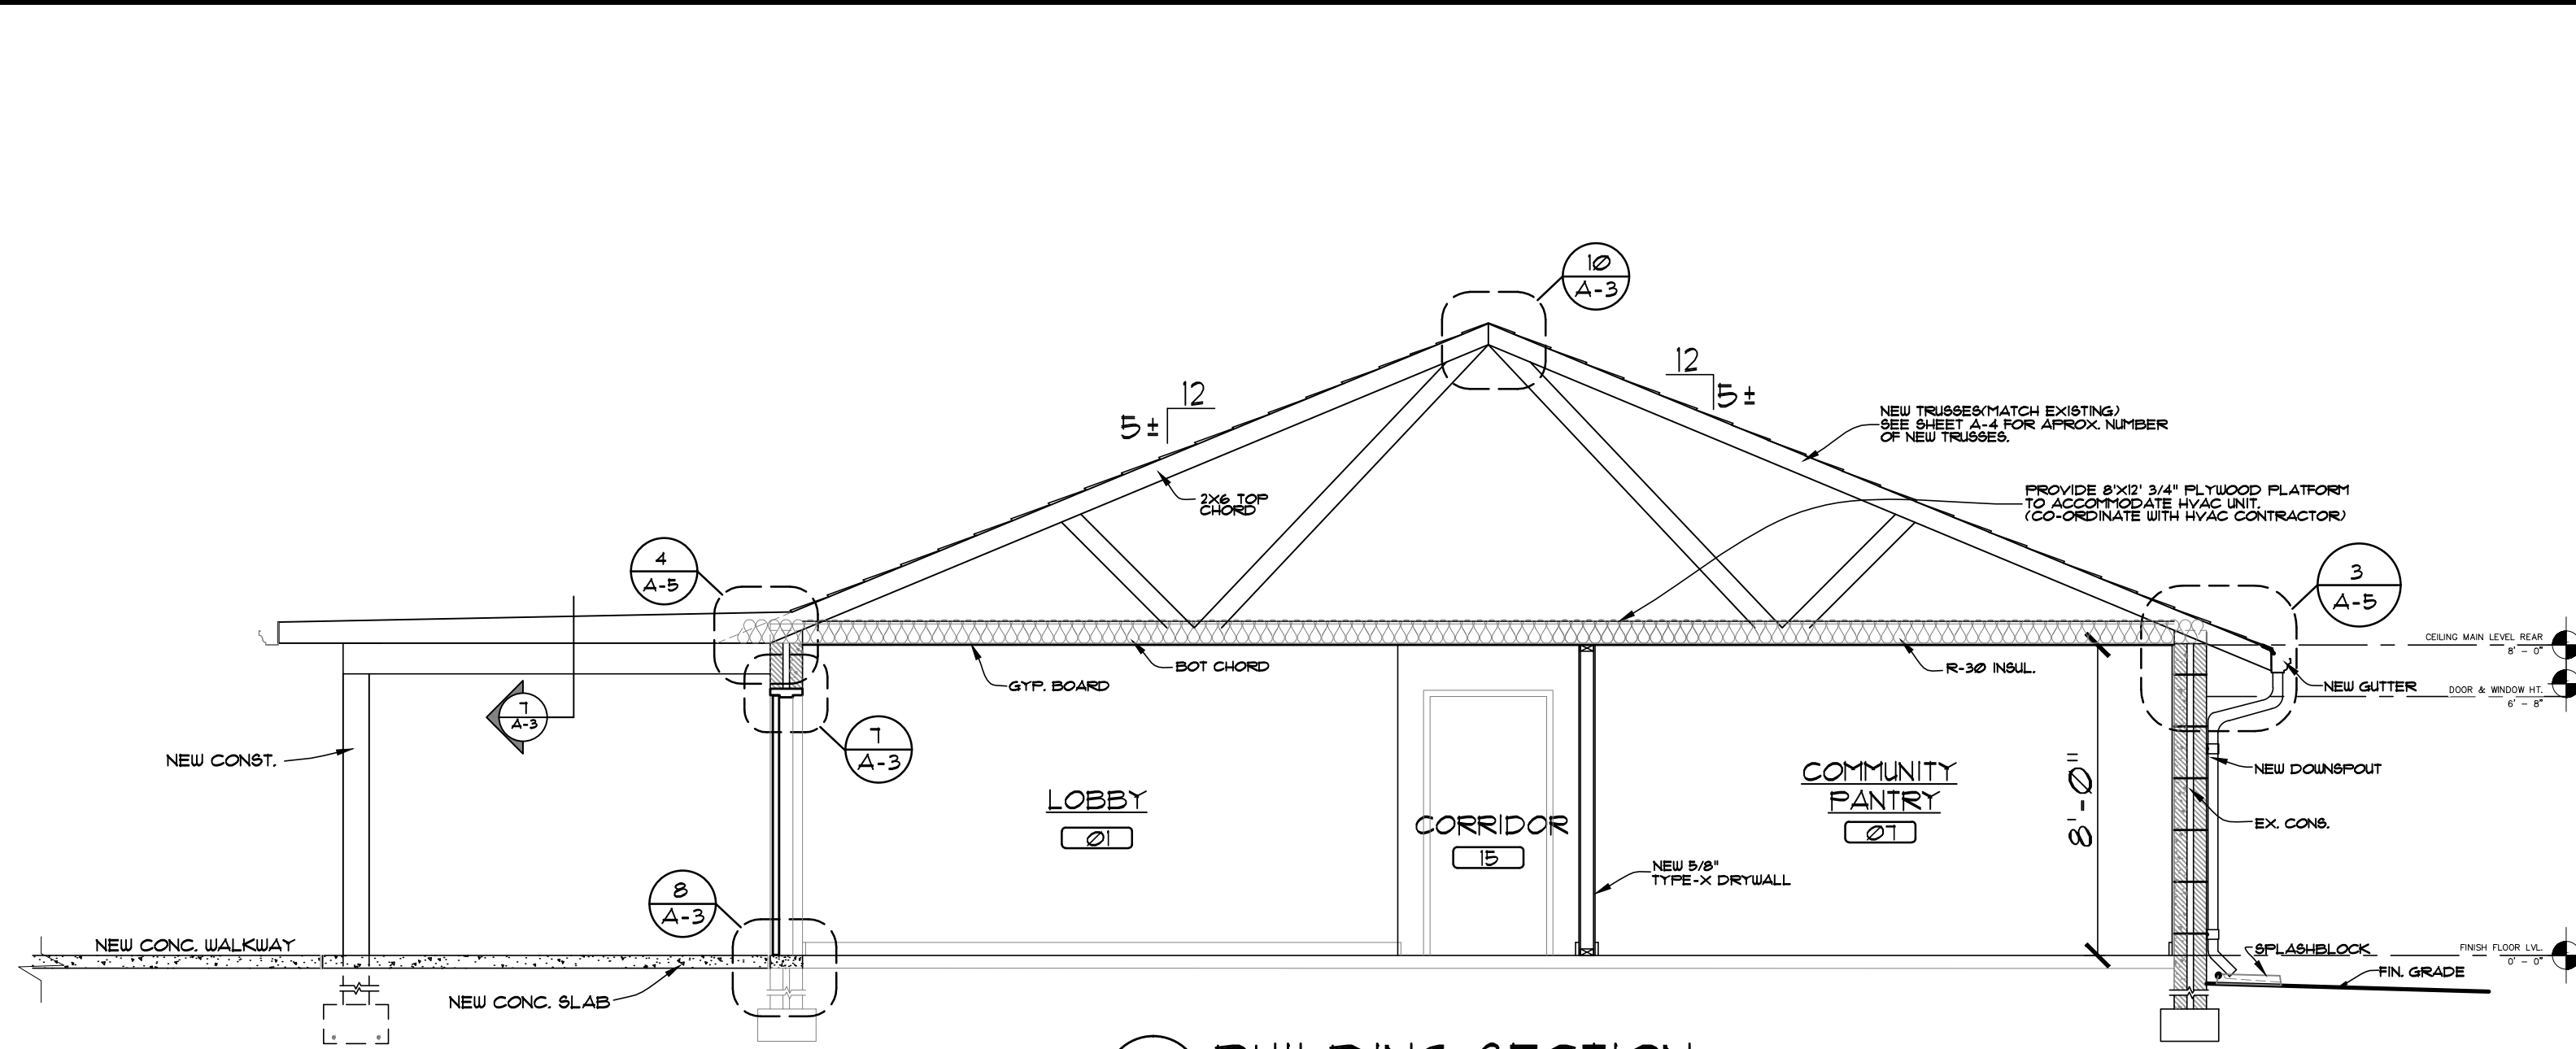 10
A-3
12
5±
12
5±
NEW TRUSSES(MATCH EXISTING)
SEE SHEET A-4 FOR APROX. NUMBER
OF NEW TRUSSES.
2X6 TOP
CHORD
PROVIDE 8'X12' 3/4" PLYWOOD PLATFORM
TO ACCOMMODATE HVAC UNIT.
(CO-ORDINATE WITH HVAC CONTRACTOR)
4
A-5
3
A-5
CEILING MAIN LEVEL REAR
8' - 0"
BOT CHORD
R-30 INSUL.
GYP. BOARD
NEW GUTTER
DOOR & WINDOW HT.
6' - 8"
7
A-3
7
A-3
NEW CONST.
NEW DOWNSPOUT
LOBBY
01
CORRIDOR
15
COMMUNITY
PANTRY
07
8'-0"
EX. CONS.
NEW 5/8"
TYPE-X DRYWALL
8
A-3
NEW CONC. WALKWAY
SPLASHBLOCK
FINISH FLOOR LVL.
0' - 0"
FIN. GRADE
NEW CONC. SLAB
BUILDING SECTION